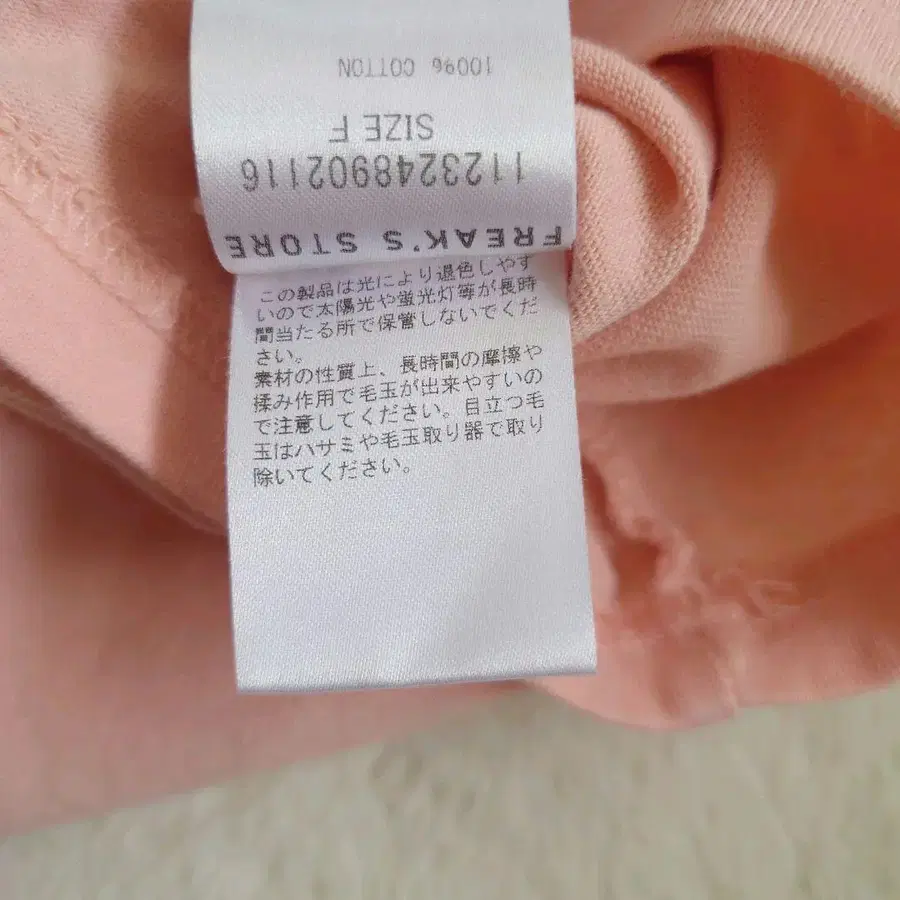 FREAK'S STORE
1123248902116
SIZE F
100% COTTON
この製品は光により退色しやす
いので太陽光や蛍光灯等が長時
間当たる所で保管しないでくだ
さい。
素材の性質上、長時間の摩擦や
揉み作用で毛玉が出来やすいの
で注意してください。目立つ毛
玉はハサミや毛玉取り器で取り
除いてください。